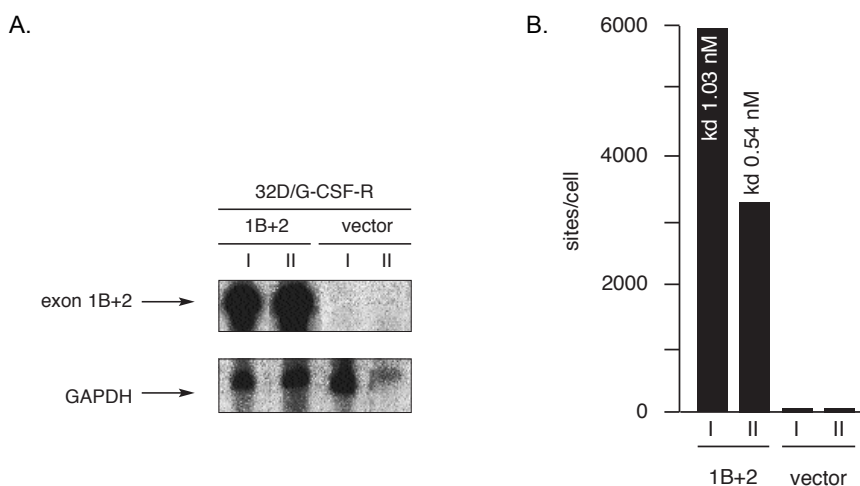 A.
32D/G-CSF-R
1B+2 vector
I II I II
exon 1B+2
GAPDH
B.
sites/cell
6000
4000
2000
0
kd 1.03 nM
kd 0.54 nM
I II I II
1B+2 vector